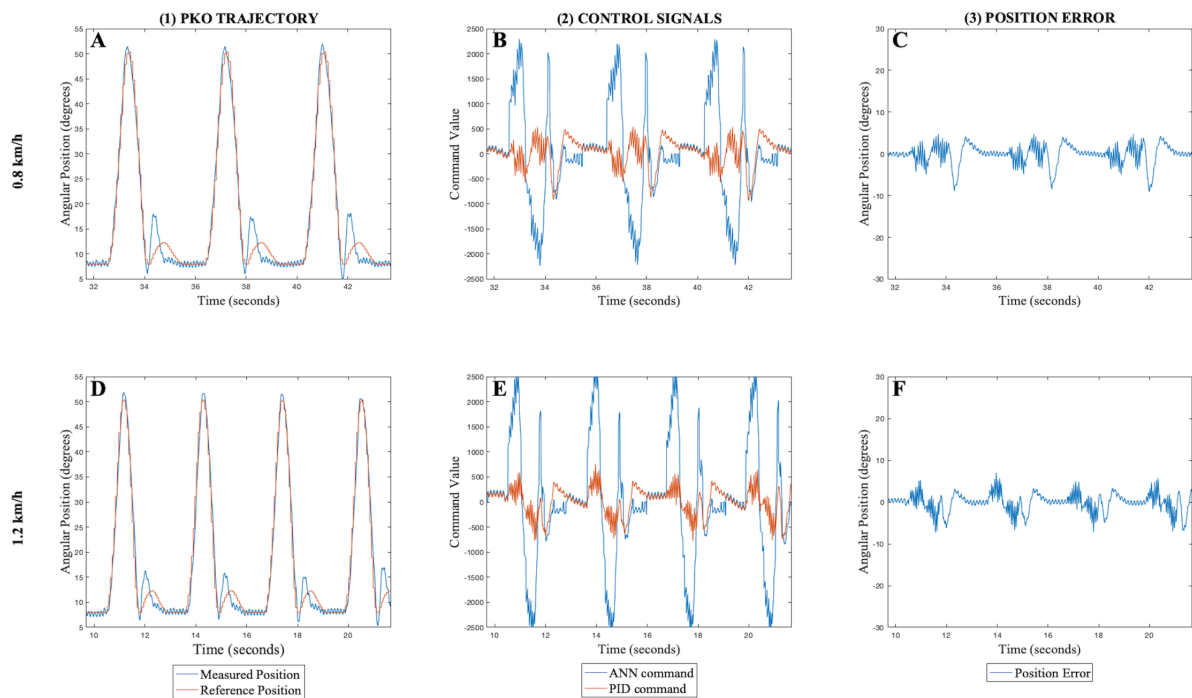 (1) PKO TRAJECTORY
(2) CONTROL SIGNALS
(3) POSITION ERROR
0.8 km/h
A
Angular Position (degrees)
55
50
45
40
35
30
25
20
15
10
5
32 34 36 38 40 42
Time (seconds)
B
Command Value
2500
2000
1500
1000
500
0
-500
-1000
-1500
-2000
-2500
32 34 36 38 40 42
Time (seconds)
C
Angular Position (degrees)
30
20
10
0
-10
-20
-30
32 34 36 38 40 42
Time (seconds)
1.2 km/h
D
Angular Position (degrees)
55
50
45
40
35
30
25
20
15
10
5
10 12 14 16 18 20
Time (seconds)
E
Command Value
2500
2000
1500
1000
500
0
-500
-1000
-1500
-2000
-2500
10 12 14 16 18 20
Time (seconds)
F
Angular Position (degrees)
30
20
10
0
-10
-20
-30
10 12 14 16 18 20
Time (seconds)
Measured Position
Reference Position
ANN command
PID command
Position Error